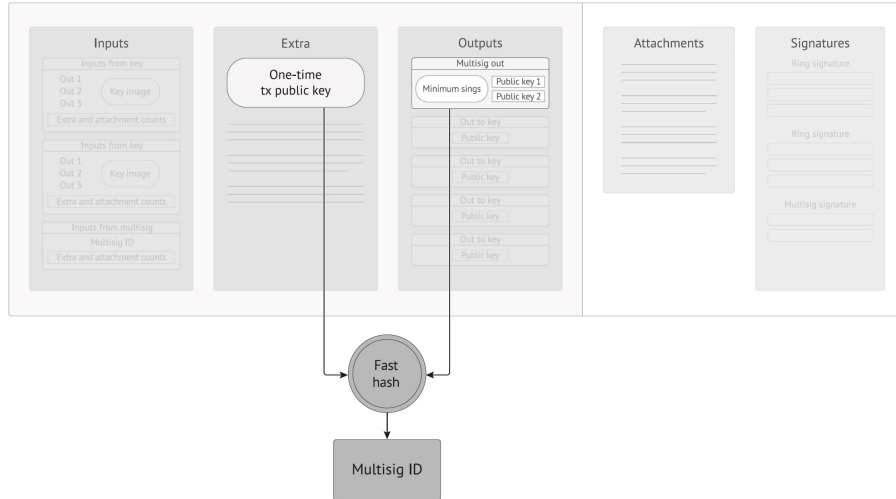 Inputs
Inputs from key
Out 1
Out 2
Out 3
Key image
Extra and attachment counts
Inputs from key
Out 1
Out 2
Out 3
Key image
Extra and attachment counts
Inputs from multisig
Multisig ID
Extra and attachment counts
Extra
One-time
tx public key
Outputs
Multisig out
Minimum sings
Public key 1
Public key 2
Out to key
Public key
Out to key
Public key
Out to key
Public key
Out to key
Public key
Attachments
Signatures
Ring signature
Ring signature
Multisig signature
Fast
hash
Multisig ID